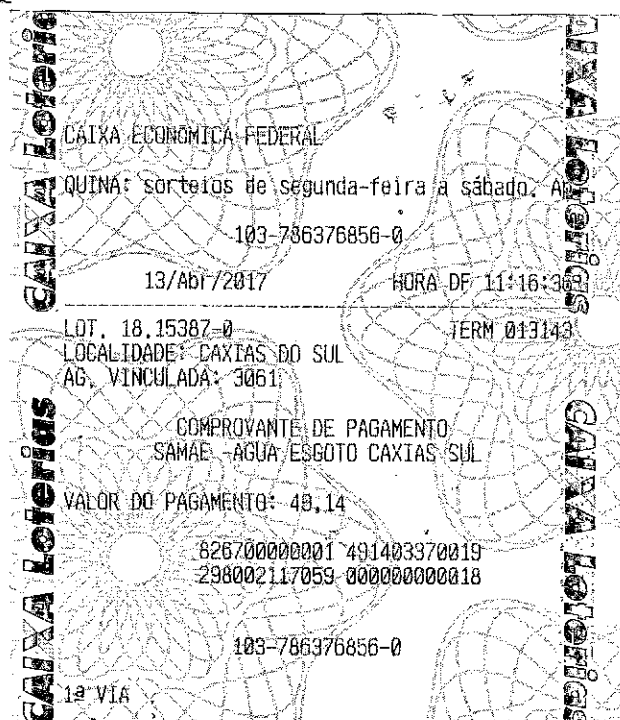 CAIXA Loterias
CAIXA ECONOMICA FEDERAL
QUINA: sorteios de segunda-feira a sábado.
103-786376856-0
13/Abr/2017 HORA DF 11:16:36
LOT. 18.15387-0 TERM 013143
LOCALIDADE: CAXIAS DO SUL
AG. VINCULADA: 3061
COMPROVANTE DE PAGAMENTO
SAMAE -AGUA ESGOTO CAXIAS SUL
VALOR DO PAGAMENTO: 49,14
826700000001 491403370019
298002117059 000000000018
103-786376856-0
1ª VIA
CAIXA Loterias
CAIXA Loterias
CAIXA Loterias